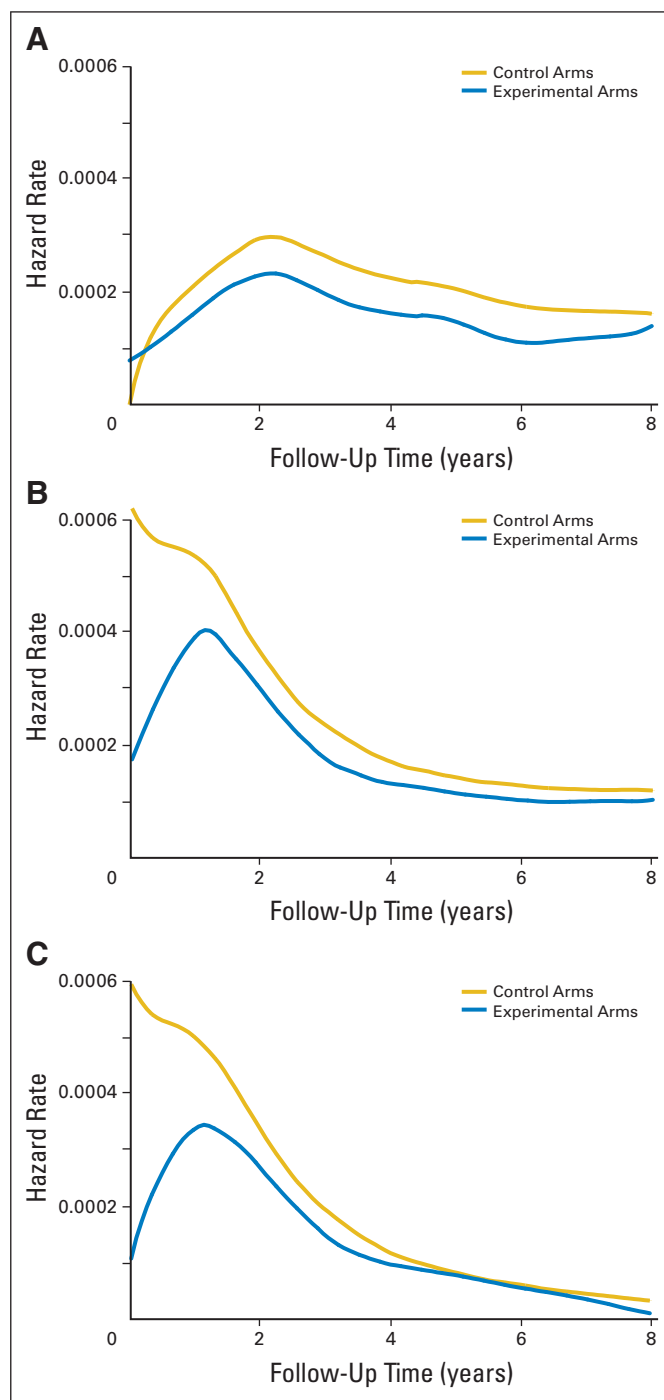 A
0.0006
0.0004
0.0002
Hazard Rate
Control Arms
Experimental Arms
0
2
4
6
8
Follow-Up Time (years)
B
0.0006
0.0004
0.0002
Hazard Rate
Control Arms
Experimental Arms
0
2
4
6
8
Follow-Up Time (years)
C
0.0006
0.0004
0.0002
Hazard Rate
Control Arms
Experimental Arms
0
2
4
6
8
Follow-Up Time (years)